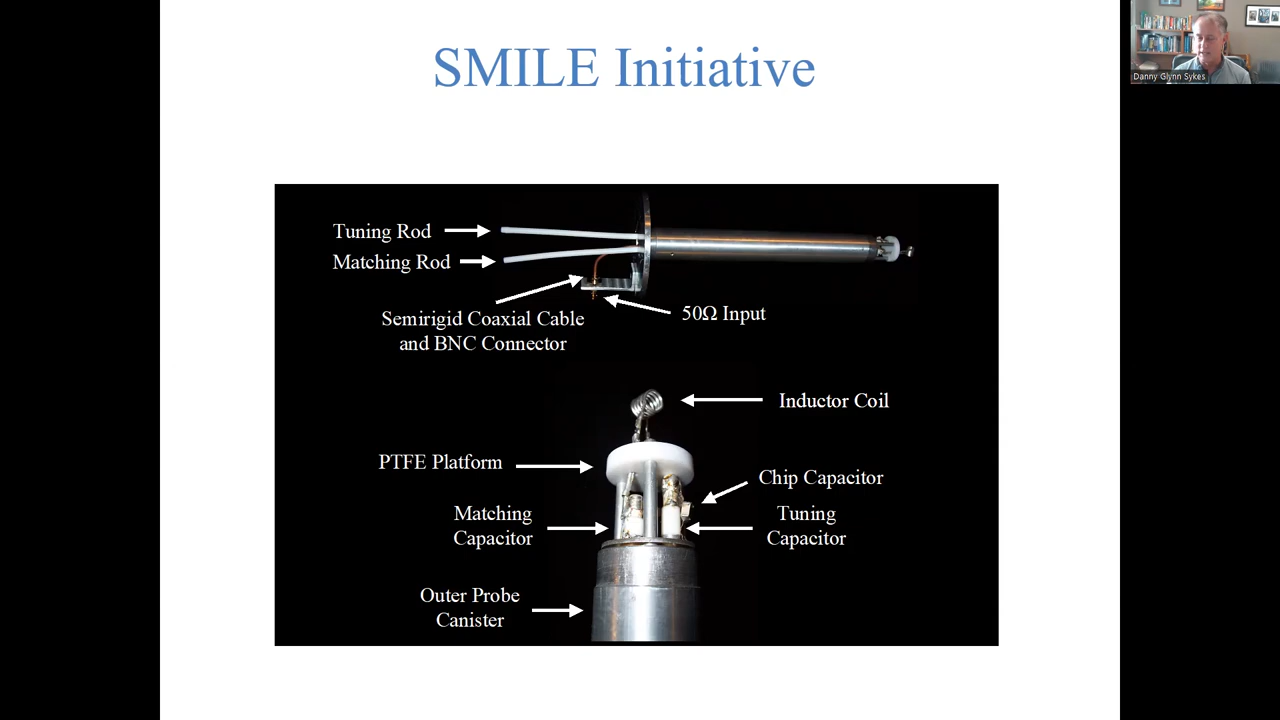 SMILE Initiative
Danny Glynn Sykes
Tuning Rod
Matching Rod
Semirigid Coaxial Cable
and BNC Connector
50Ω Input
Inductor Coil
PTFE Platform
Chip Capacitor
Matching
Capacitor
Tuning
Capacitor
Outer Probe
Canister